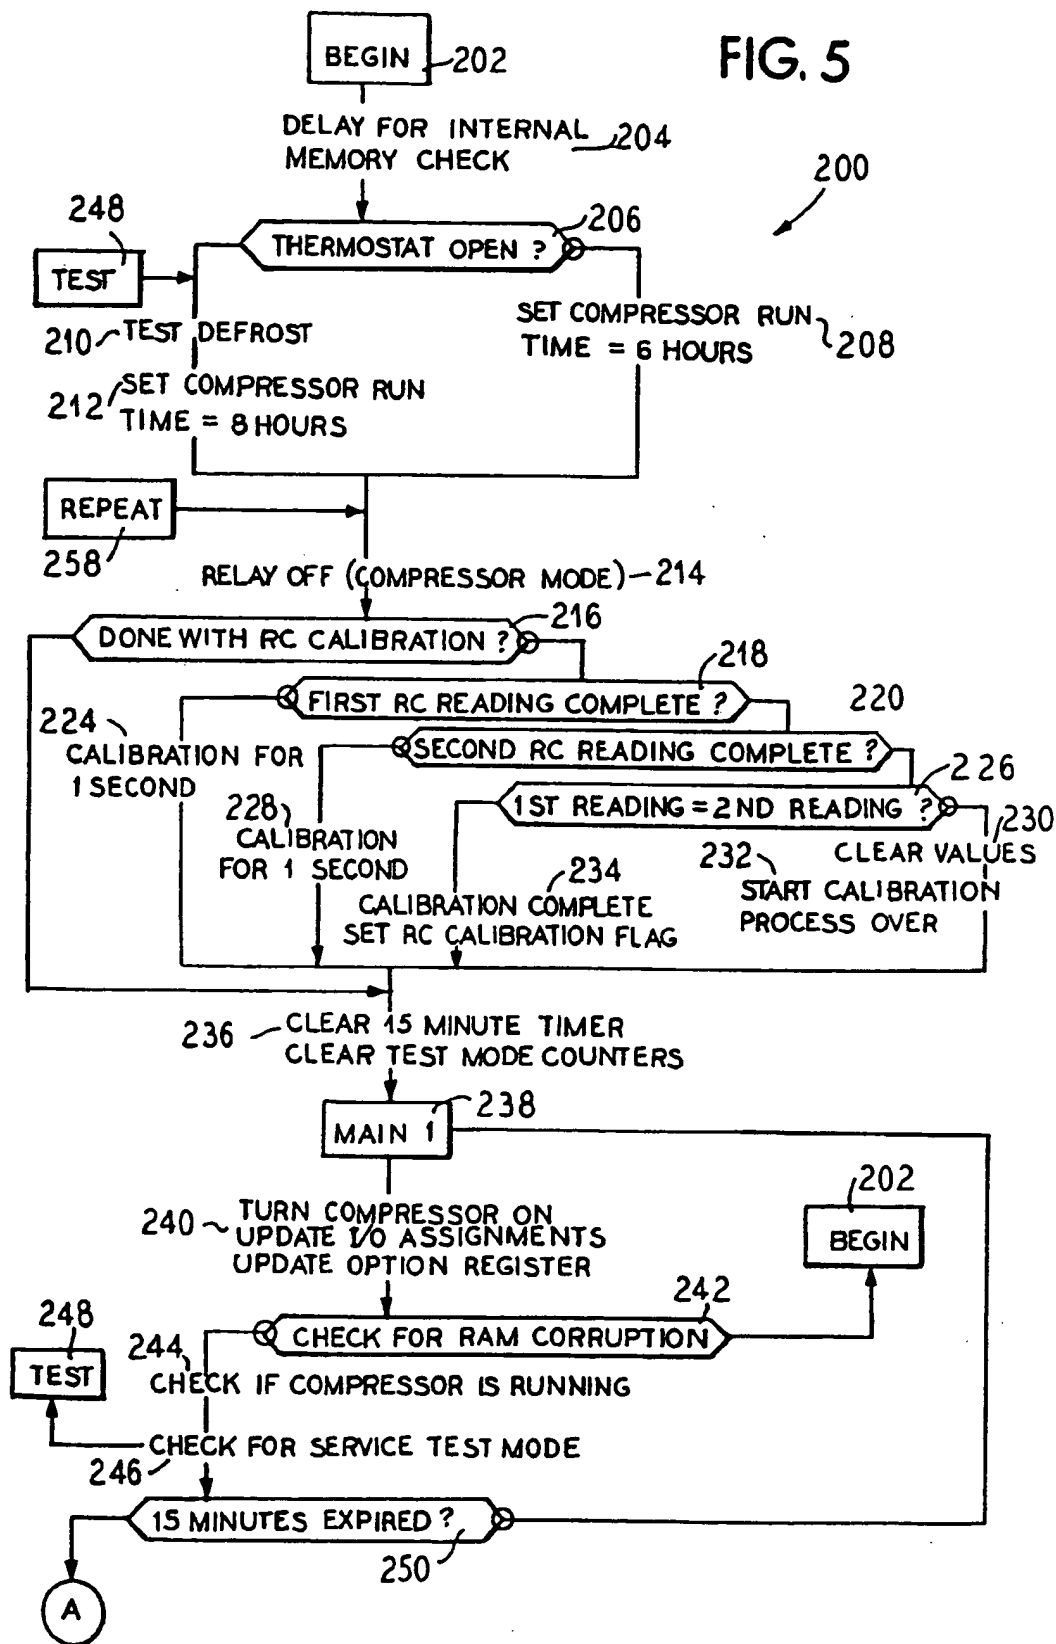 FIG. 5
BEGIN
202
DELAY FOR INTERNAL
MEMORY CHECK
204
200
248
206
THERMOSTAT OPEN ?
TEST
210
TEST DEFROST
SET COMPRESSOR RUN
TIME = 6 HOURS
208
212
SET COMPRESSOR RUN
TIME = 8 HOURS
REPEAT
258
RELAY OFF (COMPRESSOR MODE)
214
216
DONE WITH RC CALIBRATION ?
218
FIRST RC READING COMPLETE ?
220
224
CALIBRATION FOR
1 SECOND
SECOND RC READING COMPLETE ?
226
1ST READING = 2ND READING ?
228
CALIBRATION
FOR 1 SECOND
230
CLEAR VALUES
232
START CALIBRATION
PROCESS OVER
234
CALIBRATION COMPLETE
SET RC CALIBRATION FLAG
236
CLEAR 15 MINUTE TIMER
CLEAR TEST MODE COUNTERS
238
MAIN 1
202
BEGIN
240
TURN COMPRESSOR ON
UPDATE I/O ASSIGNMENTS
UPDATE OPTION REGISTER
242
CHECK FOR RAM CORRUPTION
248
TEST
244
CHECK IF COMPRESSOR IS RUNNING
CHECK FOR SERVICE TEST MODE
246
15 MINUTES EXPIRED ?
250
A